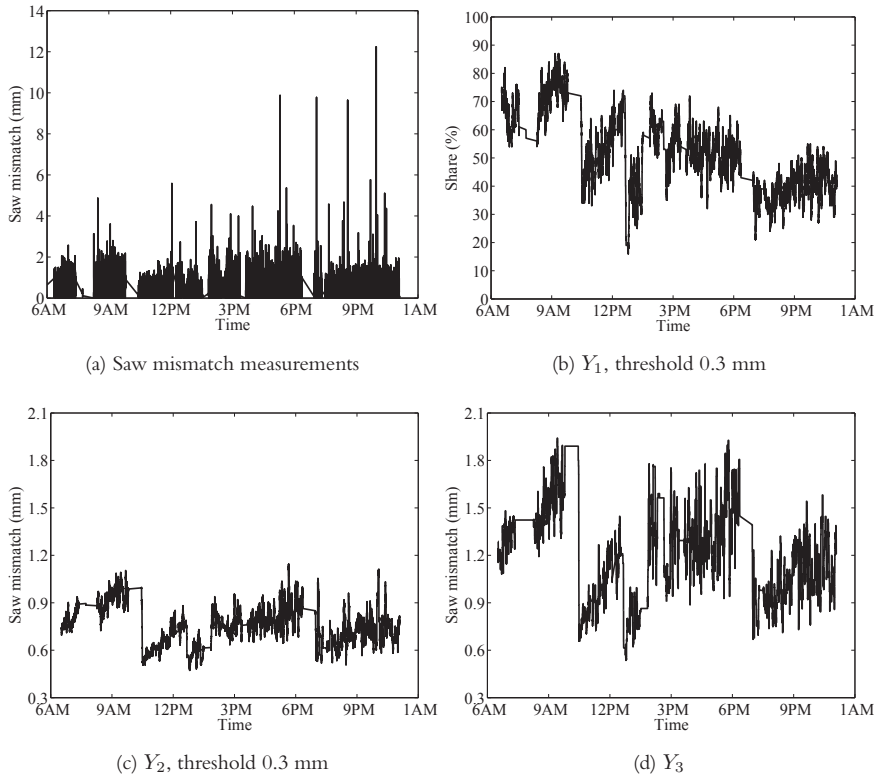 14
12
10
8
6
4
2
0
Saw mismatch (mm)
6AM 9AM 12PM 3PM 6PM 9PM 1AM
Time
(a) Saw mismatch measurements
100
90
80
70
60
50
40
30
20
10
0
Share (%)
6AM 9AM 12PM 3PM 6PM 9PM 1AM
Time
(b) Y₁, threshold 0.3 mm
2.1
1.8
1.5
1.2
0.9
0.6
0.3
Saw mismatch (mm)
6AM 9AM 12PM 3PM 6PM 9PM 1AM
Time
(c) Y₂, threshold 0.3 mm
2.1
1.8
1.5
1.2
0.9
0.6
0.3
Saw mismatch (mm)
6AM 9AM 12PM 3PM 6PM 9PM 1AM
Time
(d) Y₃